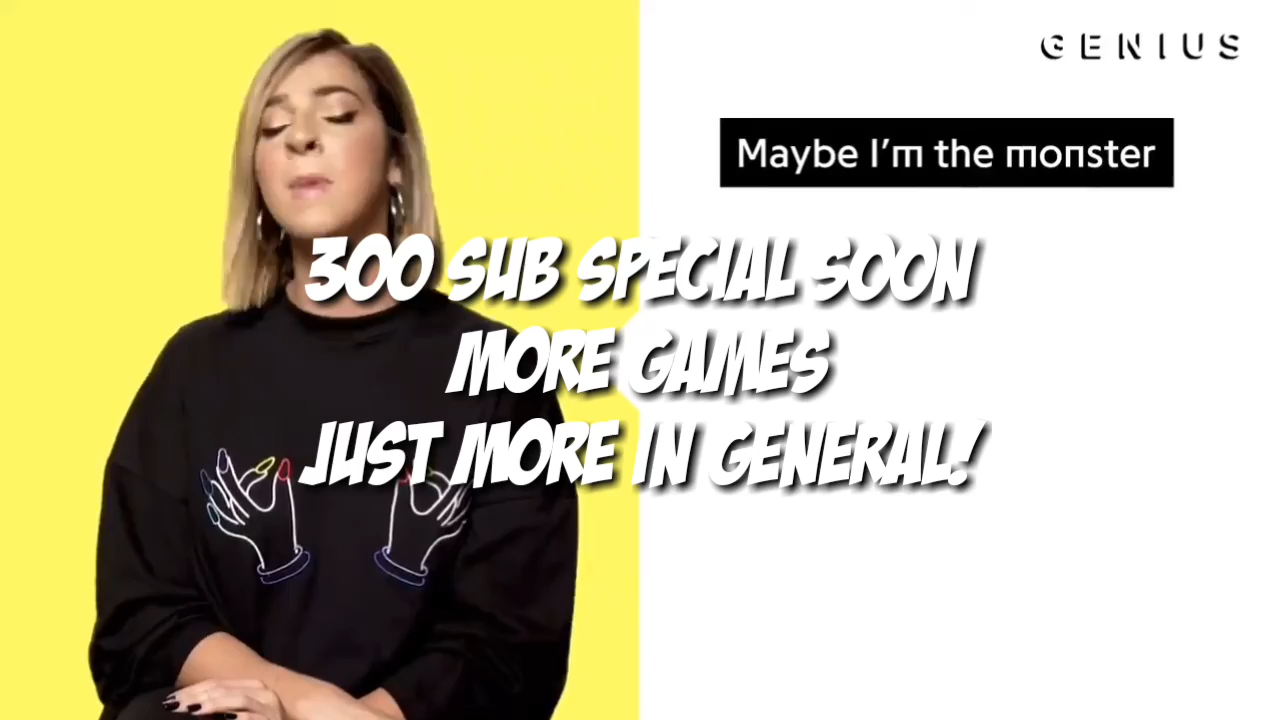 GENIUS
Maybe I'm the monster
300 SUB SPECIAL SOON
MORE GAMES
JUST MORE IN GENERAL!